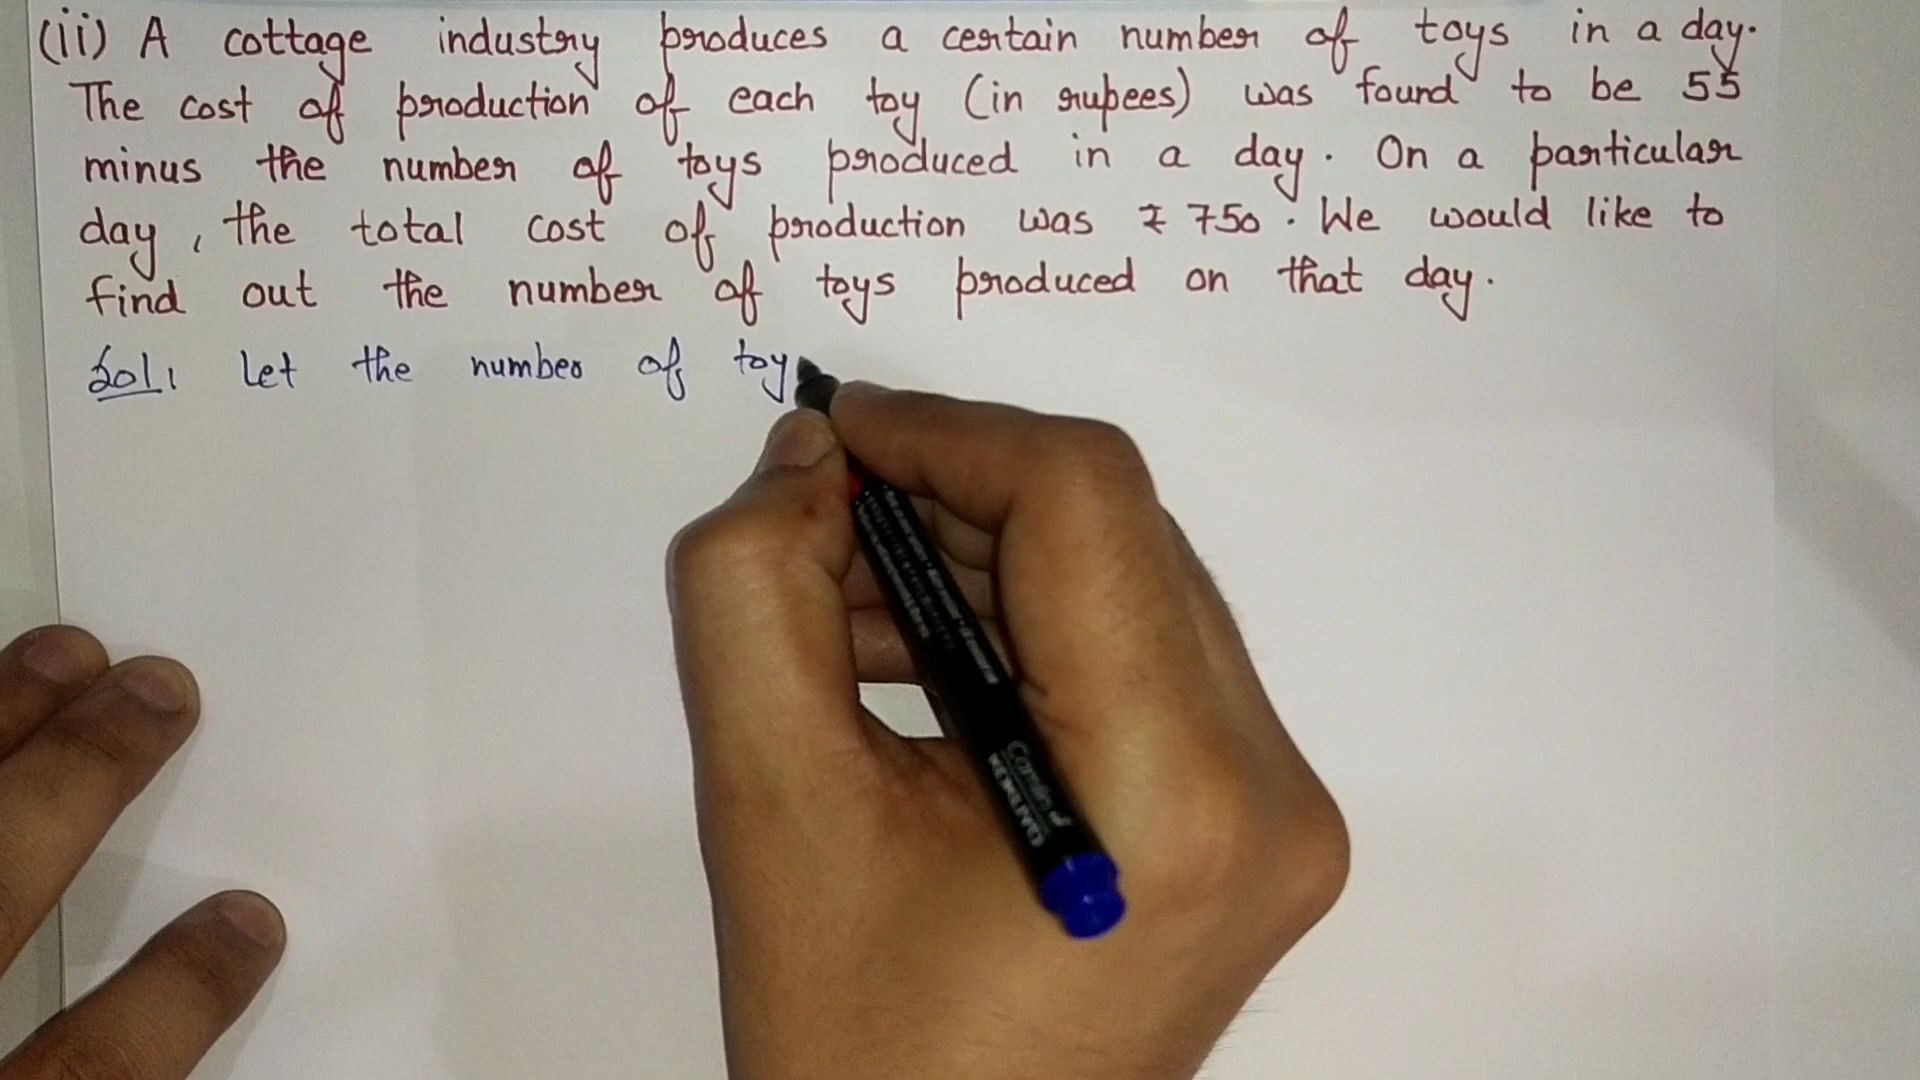 (ii) A cottage industry produces a certain number of toys in a day.
The cost of production of each toy (in rupees) was found to be 55
minus the number of toys produced in a day. On a particular
day, the total cost of production was ₹ 750. We would like to
find out the number of toys produced on that day.
Sol. Let the number of toy
Camlin
KOKUYO